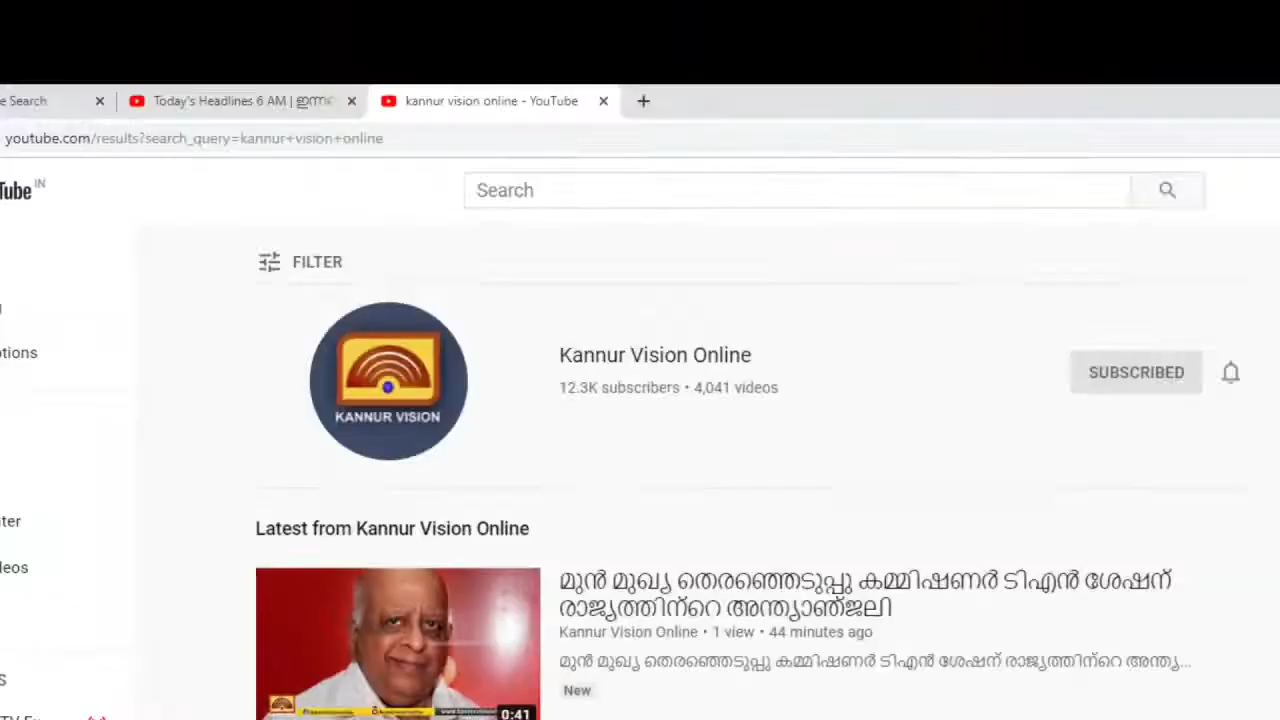 e Search
Today's Headlines 6 AM | ഇന്ന
kannur vision online - YouTube
youtube.com/results?search_query=kannur+vision+online
Tube IN
Search
FILTER
KANNUR VISION
Kannur Vision Online
12.3K subscribers • 4,041 videos
SUBSCRIBED
otions
Latest from Kannur Vision Online
ter
leos
മുൻ മുഖ്യ തെരഞ്ഞെടുപ്പു കമ്മിഷണർ ടിഎൻ ശേഷന്
രാജ്യത്തിന്റെ അന്ത്യാഞ്ജലി
Kannur Vision Online • 1 view • 44 minutes ago
മുൻ മുഖ്യ തെരഞ്ഞെടുപ്പു കമ്മിഷണർ ടിഎൻ ശേഷന് രാജ്യത്തിന്റെ അന്ത്യ...
New
0:41
S